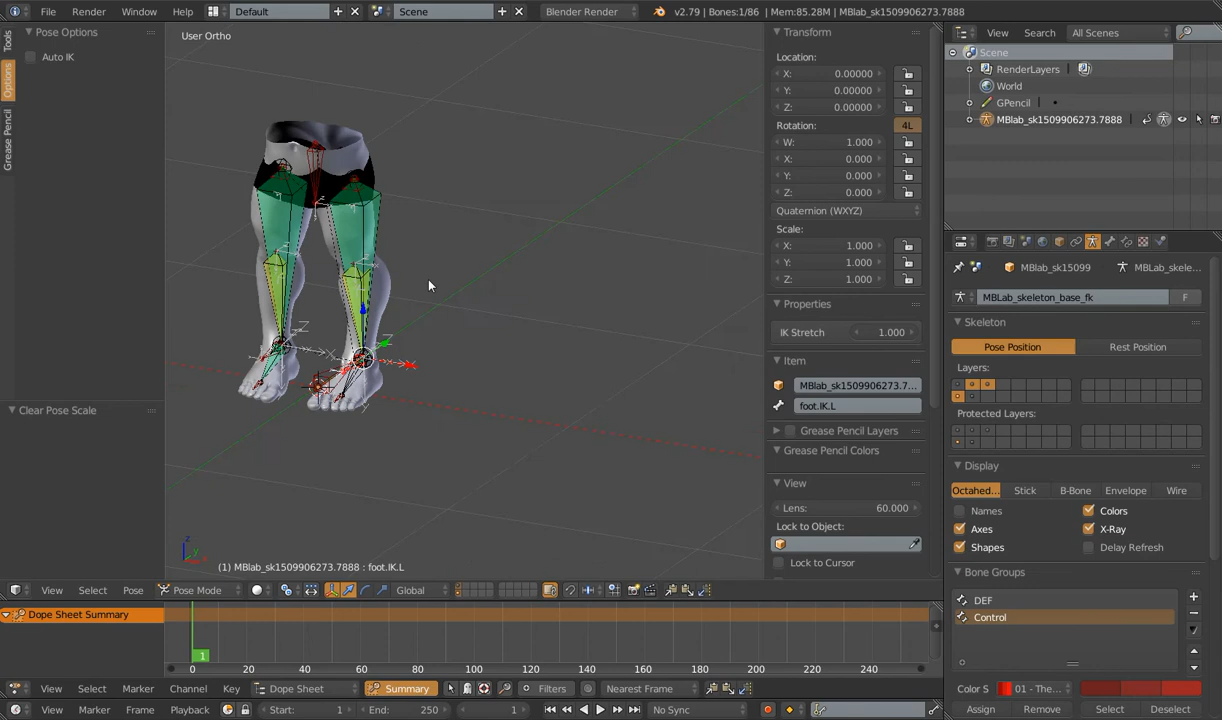 File Render Window Help Default Scene Blender Render v2.79 | Bones:1/86 | Mem:85.28M | MBlab_sk1509906273.7888
Pose Options
Auto IK
Tools
Options
Grease Pencil
Clear Pose Scale
User Ortho
(1) MBlab_sk1509906273.7888 : foot.IK.L
Transform
Location:
X: 0.00000
Y: 0.00000
Z: 0.00000
Rotation: 4L
W: 1.000
X: 0.000
Y: 0.000
Z: 0.000
Quaternion (WXYZ)
Scale:
X: 1.000
Y: 1.000
Z: 1.000
Properties
IK Stretch 1.000
Item
MBlab_sk1509906273.7...
foot.IK.L
Grease Pencil Layers
Grease Pencil Colors
View
Lens: 60.000
Lock to Object:
Lock to Cursor
View Search All Scenes
Scene
RenderLayers
World
GPencil
MBlab_sk1509906273.7888
MBlab_sk15099 MBLab_skele...
MBLab_skeleton_base_fk F
Skeleton
Pose Position Rest Position
Layers:
Protected Layers:
Display
Octahed... Stick B-Bone Envelope Wire
Names Colors
Axes X-Ray
Shapes Delay Refresh
Bone Groups
DEF
Control
Color S 01 - The...
Assign Remove Select Deselect
View Select Pose Pose Mode Global
Dope Sheet Summary
1
0 20 40 60 80 100 120 140 160 180 200 220 240
View Select Marker Channel Key Dope Sheet Summary Filters Nearest Frame
View Marker Frame Playback Start: 1 End: 250 1 No Sync